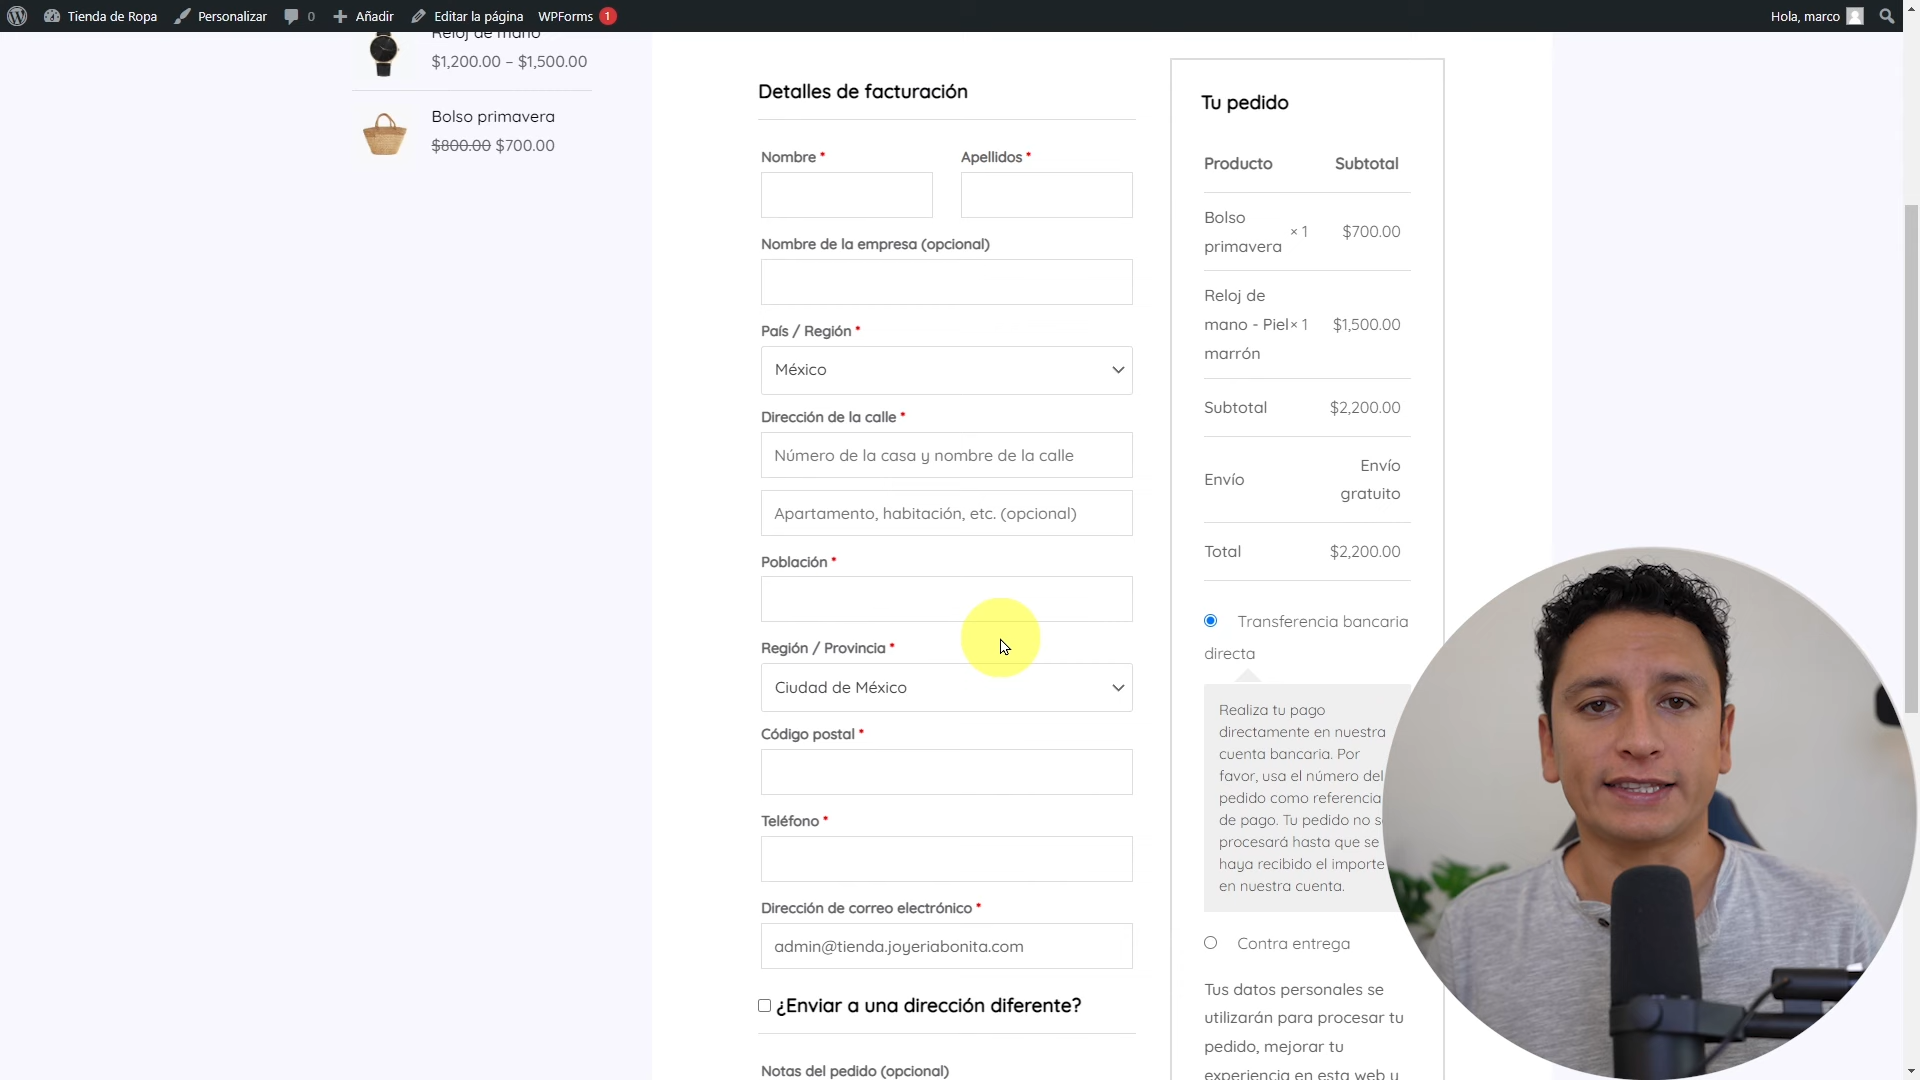 Tienda de Ropa Personalizar 0 Añadir Editar la página WPForms 1 Hola, marco
Reloj de mano
$1,200.00 – $1,500.00
Bolso primavera
$800.00 $700.00
Detalles de facturación
Nombre *
Apellidos *
Nombre de la empresa (opcional)
País / Región *
México
Dirección de la calle *
Número de la casa y nombre de la calle
Apartamento, habitación, etc. (opcional)
Población *
Región / Provincia *
Ciudad de México
Código postal *
Teléfono *
Dirección de correo electrónico *
admin@tienda.joyeriabonita.com
¿Enviar a una dirección diferente?
Notas del pedido (opcional)
Tu pedido
Producto Subtotal
Bolso
primavera × 1 $700.00
Reloj de
mano - Piel × 1 $1,500.00
marrón
Subtotal $2,200.00
Envío Envío
gratuito
Total $2,200.00
Transferencia bancaria
directa
Realiza tu pago
directamente en nuestra
cuenta bancaria. Por
favor, usa el número del
pedido como referencia
de pago. Tu pedido no s
procesará hasta que se
haya recibido el importe
en nuestra cuenta.
Contra entrega
Tus datos personales se
utilizarán para procesar tu
pedido, mejorar tu
experiencia en esta web y